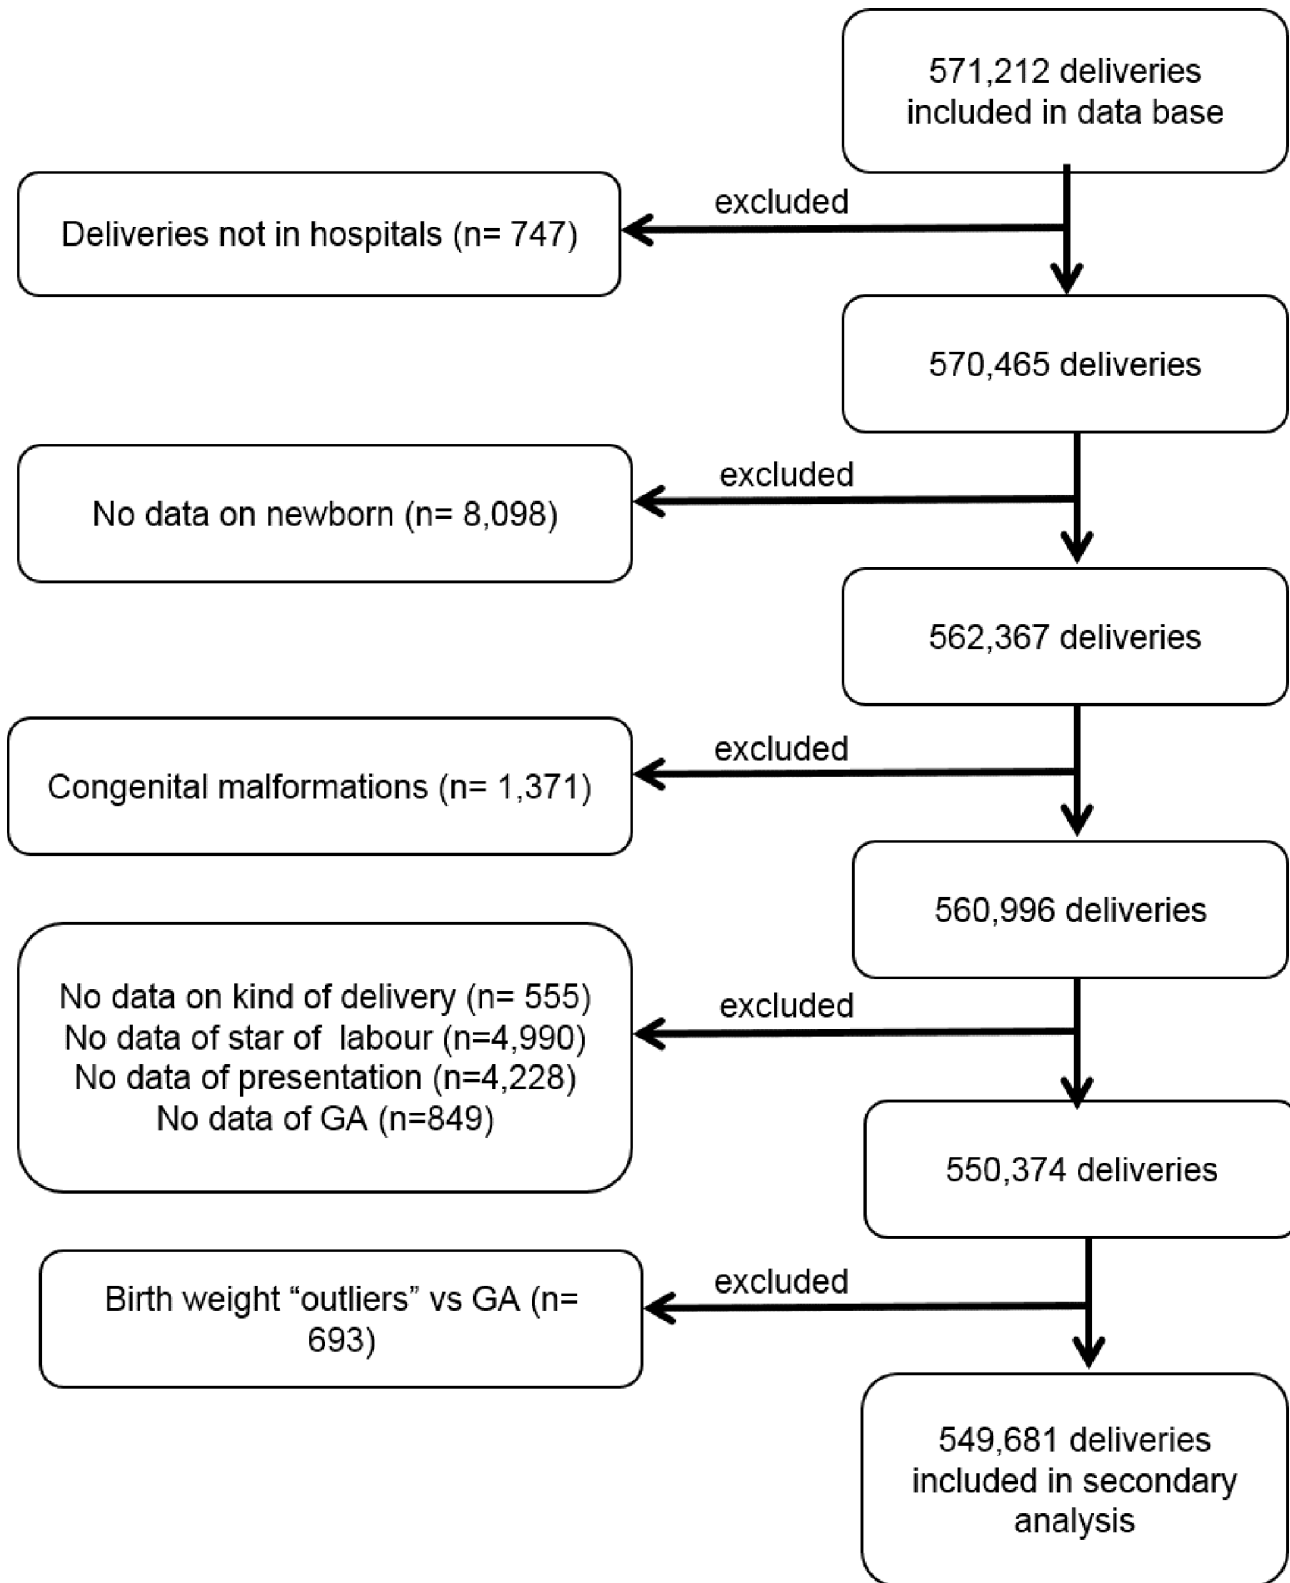 571,212 deliveries
included in data base
excluded
Deliveries not in hospitals (n= 747)
570,465 deliveries
excluded
No data on newborn (n= 8,098)
562,367 deliveries
excluded
Congenital malformations (n= 1,371)
560,996 deliveries
excluded
No data on kind of delivery (n= 555)
No data of star of  labour (n=4,990)
No data of presentation (n=4,228)
No data of GA (n=849)
550,374 deliveries
excluded
Birth weight “outliers” vs GA (n=
693)
549,681 deliveries
included in secondary
analysis